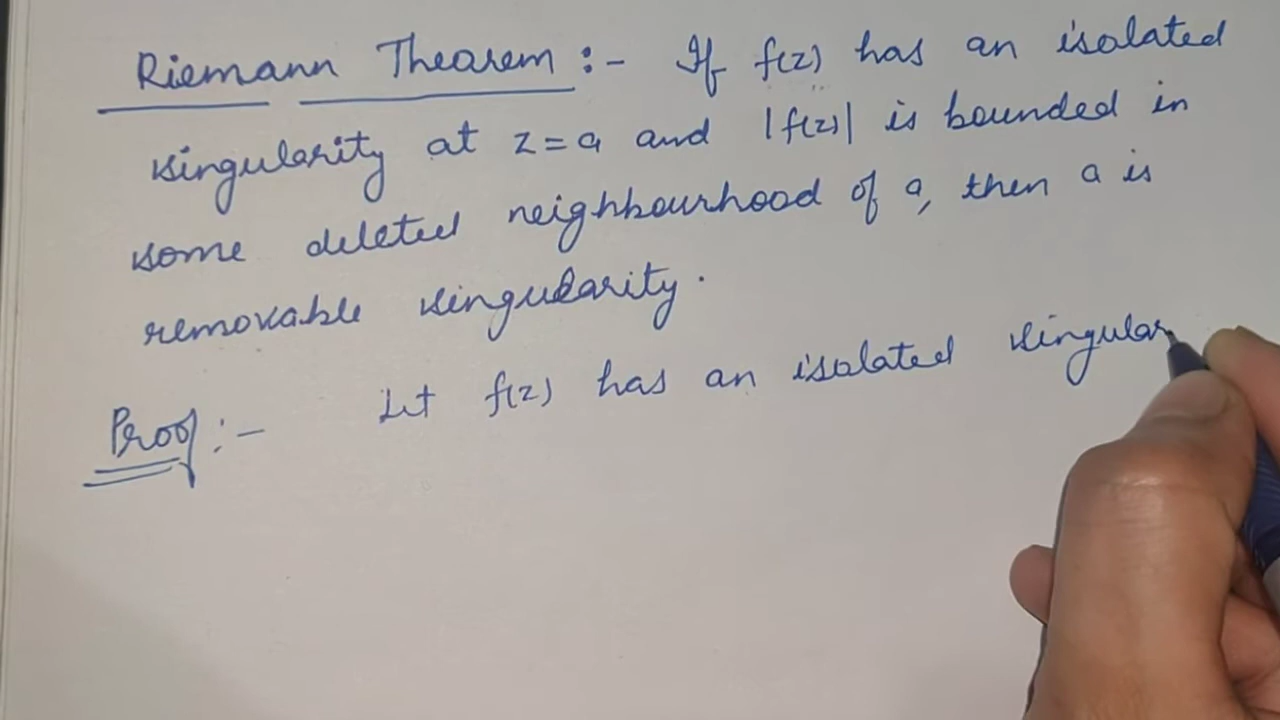 Riemann Thearem :- If f(z) has an isolated
singularity at z=a and |f(z)| is bounded in
some deleted neighbourhood of a, then a is
removable singularity.
Proof :- Let f(z) has an isolated singular